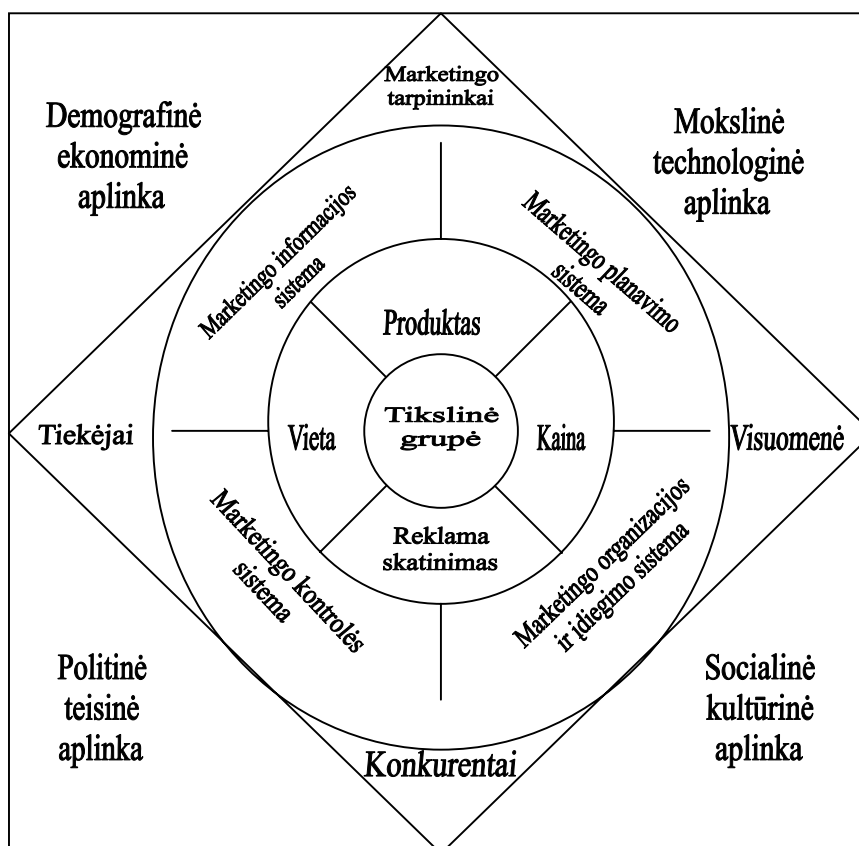 Marketingo
tarpininkai
Demografinė
ekonominė
aplinka
Mokslinė
technologinė
aplinka
Marketingo informacijos
sistema
Marketingo planavimo
sistema
Produktas
Tiekėjai
Vieta
Tikslinė
grupė
Kaina
Visuomenė
Reklama
skatinimas
Marketingo kontrolės
sistema
Marketingo organizacijos
ir įdiegimo sistema
Politinė
teisinė
aplinka
Socialinė
kultūrinė
aplinka
Konkurentai